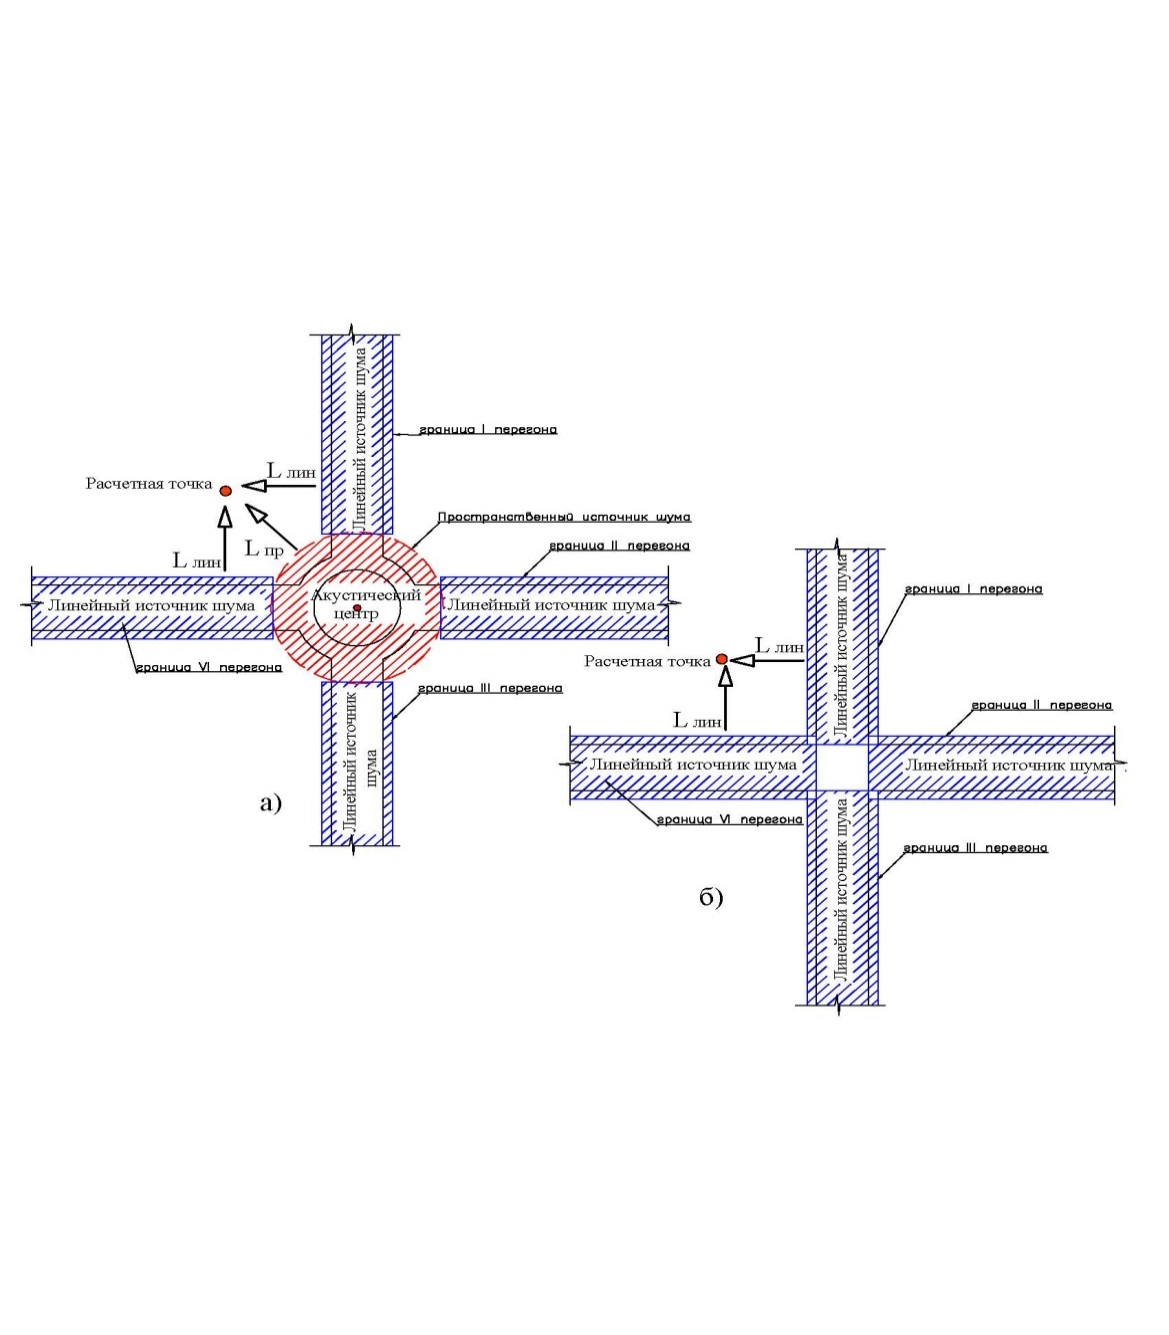 Линейный источник шума
граница I перегона
L лин
Расчетная точка
Пространственный источник шума
L пр
граница II перегона
L лин
Акустический
центр
Линейный источник шума
Линейный источник шума
граница VI перегона
граница III перегона
Линейный источник
шума
а)
Линейный источник шума
граница I перегона
L лин
Расчетная точка
граница II перегона
L лин
Линейный источник шума
Линейный источник шума
граница VI перегона
Линейный источник шума
граница III перегона
б)